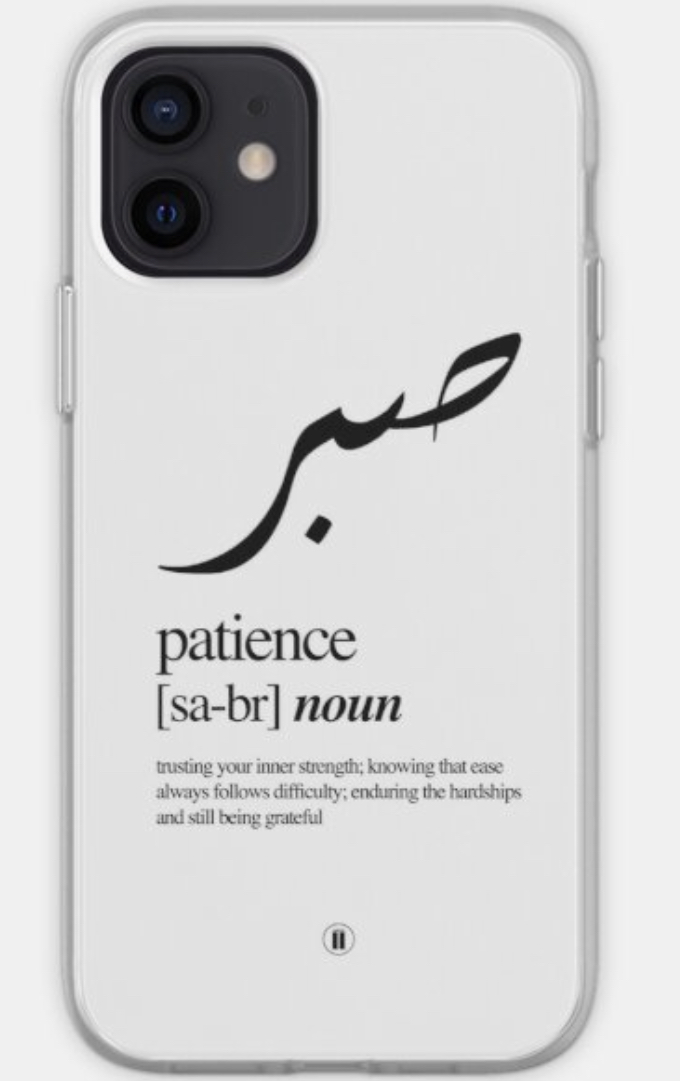 صبر
patience
[sa-br] noun
trusting your inner strength; knowing that ease
always follows difficulty; enduring the hardships
and still being grateful